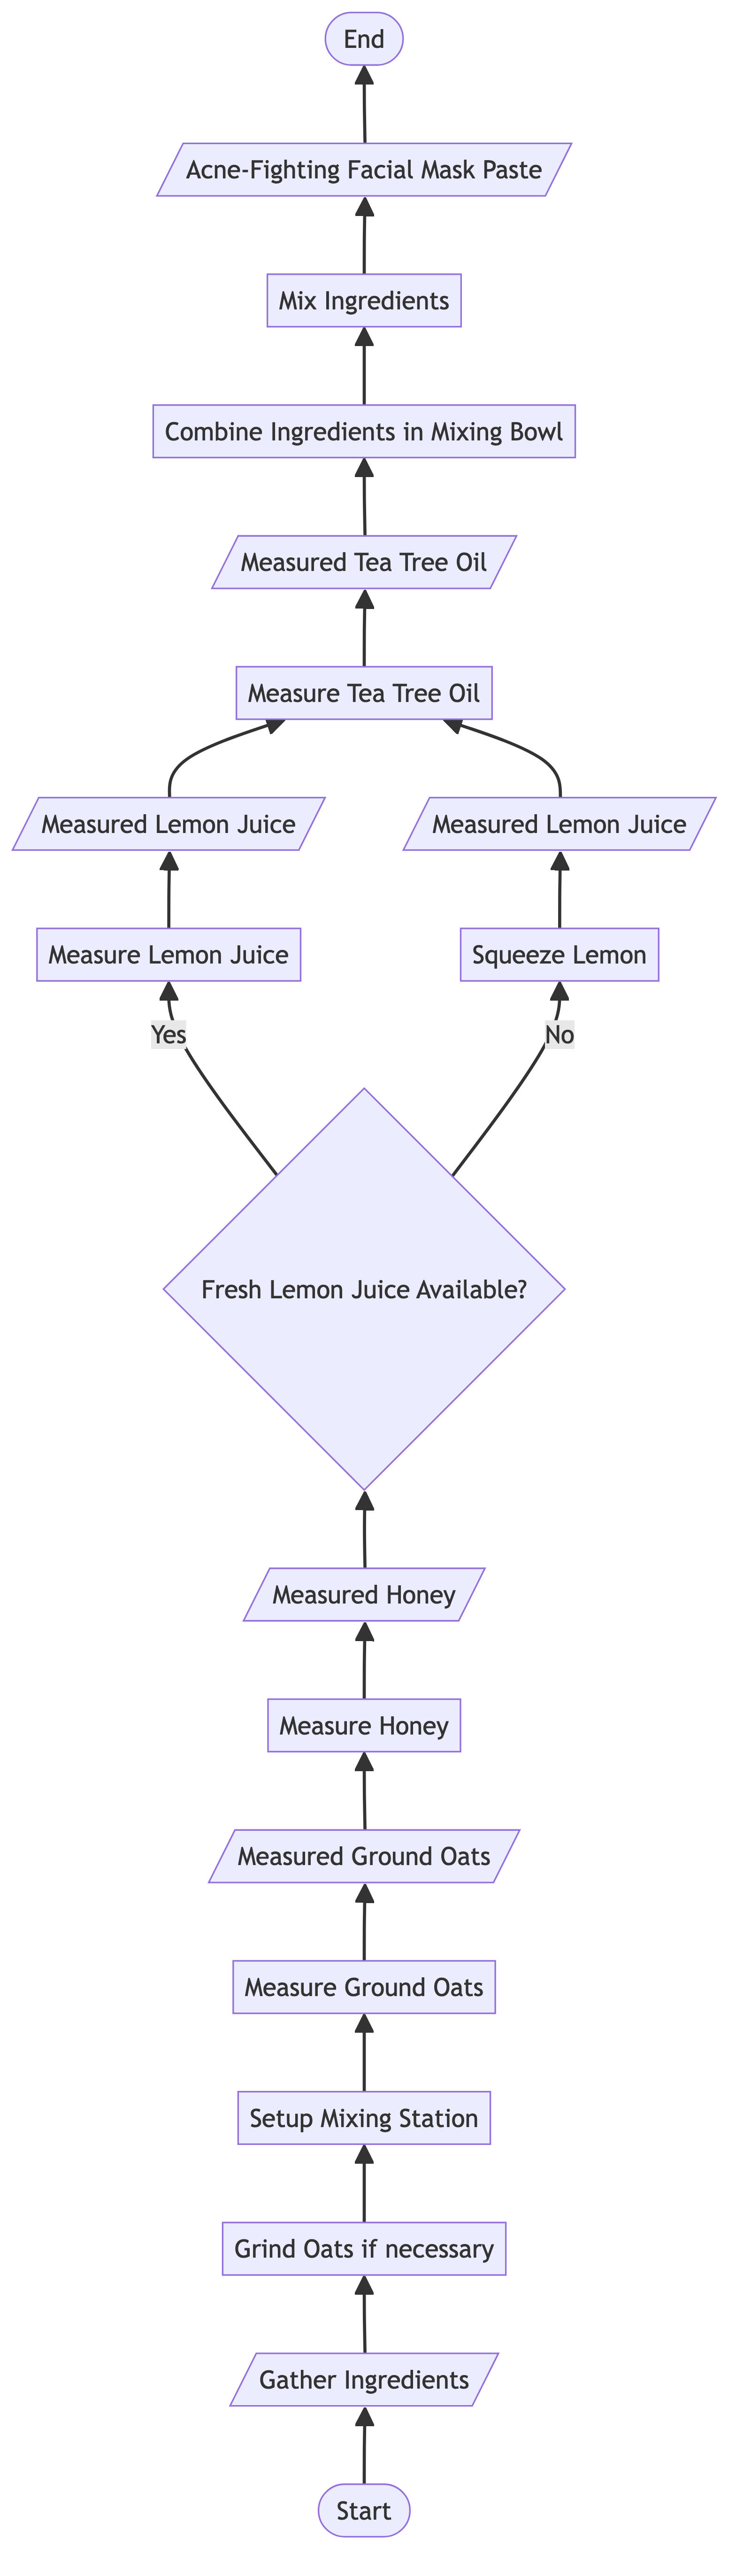 End
Acne-Fighting Facial Mask Paste
Mix Ingredients
Combine Ingredients in Mixing Bowl
Measured Tea Tree Oil
Measure Tea Tree Oil
Measured Lemon Juice
Measured Lemon Juice
Measure Lemon Juice
Squeeze Lemon
Yes
No
Fresh Lemon Juice Available?
Measured Honey
Measure Honey
Measured Ground Oats
Measure Ground Oats
Setup Mixing Station
Grind Oats if necessary
Gather Ingredients
Start